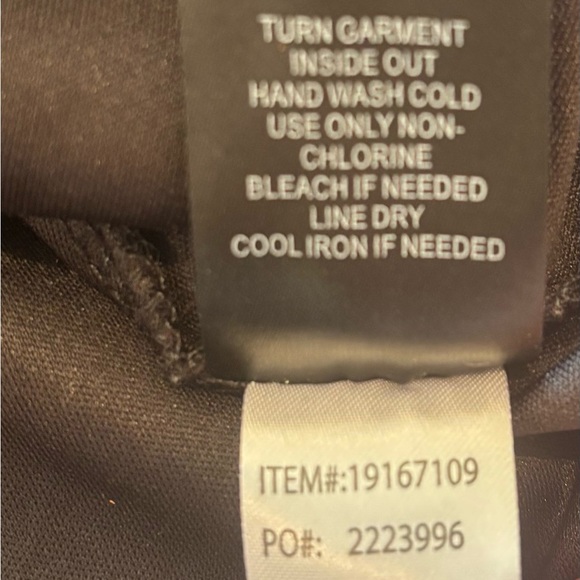 TURN GARMENT
INSIDE OUT
HAND WASH COLD
USE ONLY NON-
CHLORINE
BLEACH IF NEEDED
LINE DRY
COOL IRON IF NEEDED
ITEM#:19167109
PO#: 2223996